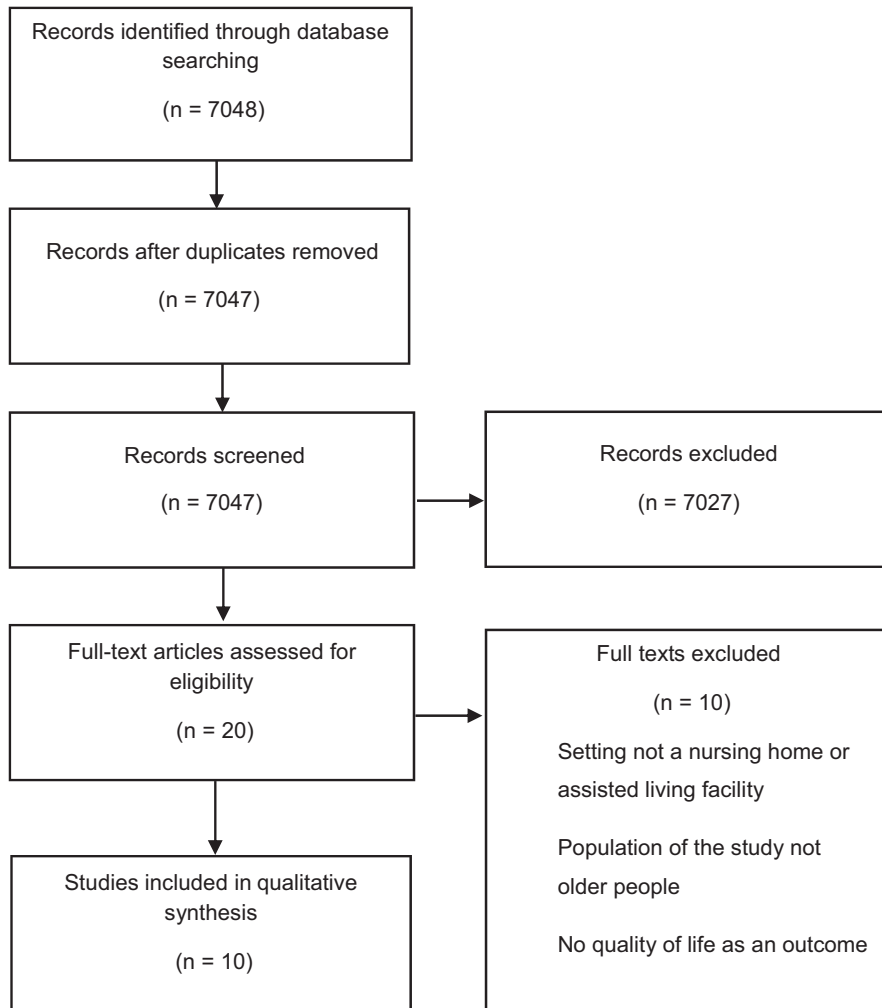 Records identified through database
searching
(n = 7048)
Records after duplicates removed
(n = 7047)
Records screened
(n = 7047)
Records excluded
(n = 7027)
Full-text articles assessed for
eligibility
(n = 20)
Full texts excluded
(n = 10)
Setting not a nursing home or
assisted living facility
Population of the study not
older people
No quality of life as an outcome
Studies included in qualitative
synthesis
(n = 10)